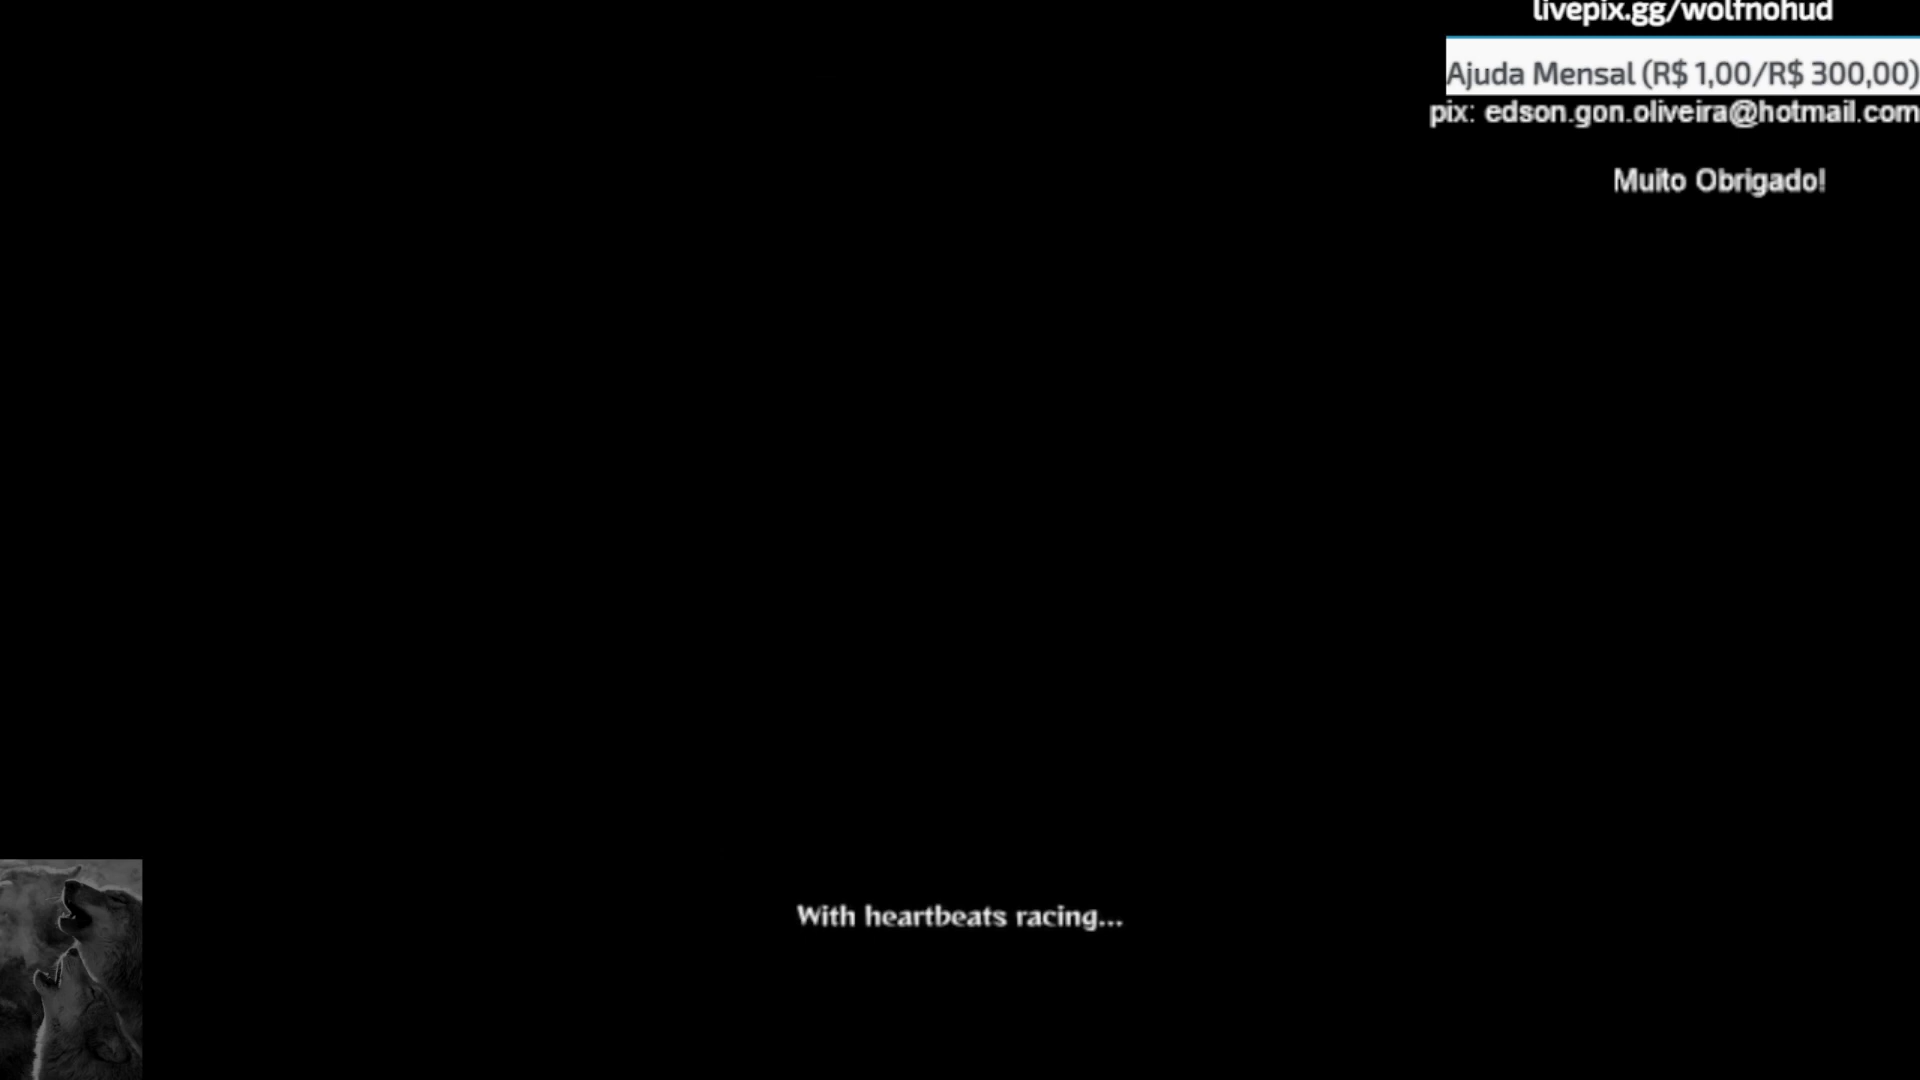 livepix.gg/wolfnohud
Ajuda Mensal (R$ 1,00/R$ 300,00)
pix: edson.gon.oliveira@hotmail.com
Muito Obrigado!
With heartbeats racing...